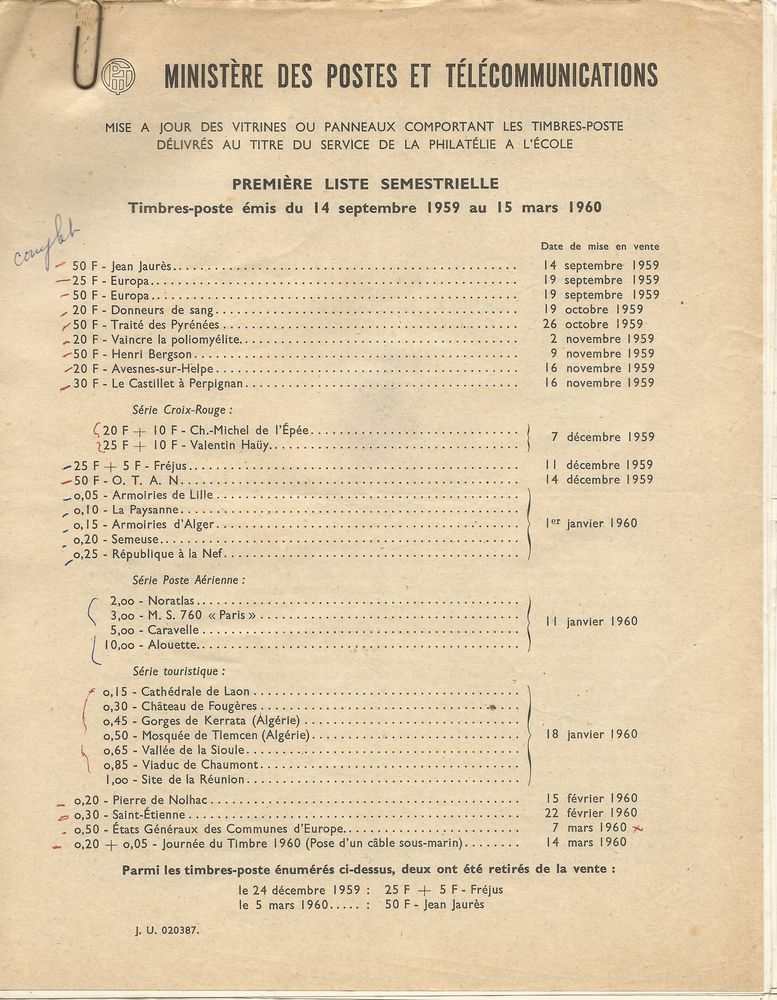 PTT
MINISTÈRE DES POSTES ET TÉLÉCOMMUNICATIONS
MISE A JOUR DES VITRINES OU PANNEAUX COMPORTANT LES TIMBRES-POSTE
DÉLIVRÉS AU TITRE DU SERVICE DE LA PHILATÉLIE A L'ÉCOLE
PREMIÈRE LISTE SEMESTRIELLE
Timbres-poste émis du 14 septembre 1959 au 15 mars 1960
complet
Date de mise en vente
50 F - Jean Jaurès 14 septembre 1959
25 F - Europa 19 septembre 1959
50 F - Europa 19 septembre 1959
20 F - Donneurs de sang 19 octobre 1959
50 F - Traité des Pyrénées 26 octobre 1959
20 F - Vaincre la poliomyélite 2 novembre 1959
50 F - Henri Bergson 9 novembre 1959
20 F - Avesnes-sur-Helpe 16 novembre 1959
30 F - Le Castillet à Perpignan 16 novembre 1959
Série Croix-Rouge :
20 F + 10 F - Ch.-Michel de l'Épée
25 F + 10 F - Valentin Haüy
7 décembre 1959
25 F + 5 F - Fréjus 11 décembre 1959
50 F - O. T. A. N. 14 décembre 1959
0,05 - Armoiries de Lille
0,10 - La Paysanne
0,15 - Armoiries d'Alger 1er janvier 1960
0,20 - Semeuse
0,25 - République à la Nef
Série Poste Aérienne :
2,00 - Noratlas
3,00 - M. S. 760 « Paris »
11 janvier 1960
5,00 - Caravelle
10,00 - Alouette
Série touristique :
0,15 - Cathédrale de Laon
0,30 - Château de Fougères
0,45 - Gorges de Kerrata (Algérie)
0,50 - Mosquée de Tlemcen (Algérie) 18 janvier 1960
0,65 - Vallée de la Sioule
0,85 - Viaduc de Chaumont
1,00 - Site de la Réunion
0,20 - Pierre de Nolhac 15 février 1960
0,30 - Saint-Étienne 22 février 1960
0,50 - États Généraux des Communes d'Europe 7 mars 1960
0,20 + 0,05 - Journée du Timbre 1960 (Pose d'un câble sous-marin) 14 mars 1960
Parmi les timbres-poste énumérés ci-dessus, deux ont été retirés de la vente :
le 24 décembre 1959 : 25 F + 5 F - Fréjus
le 5 mars 1960..... : 50 F - Jean Jaurès
J. U. 020387.